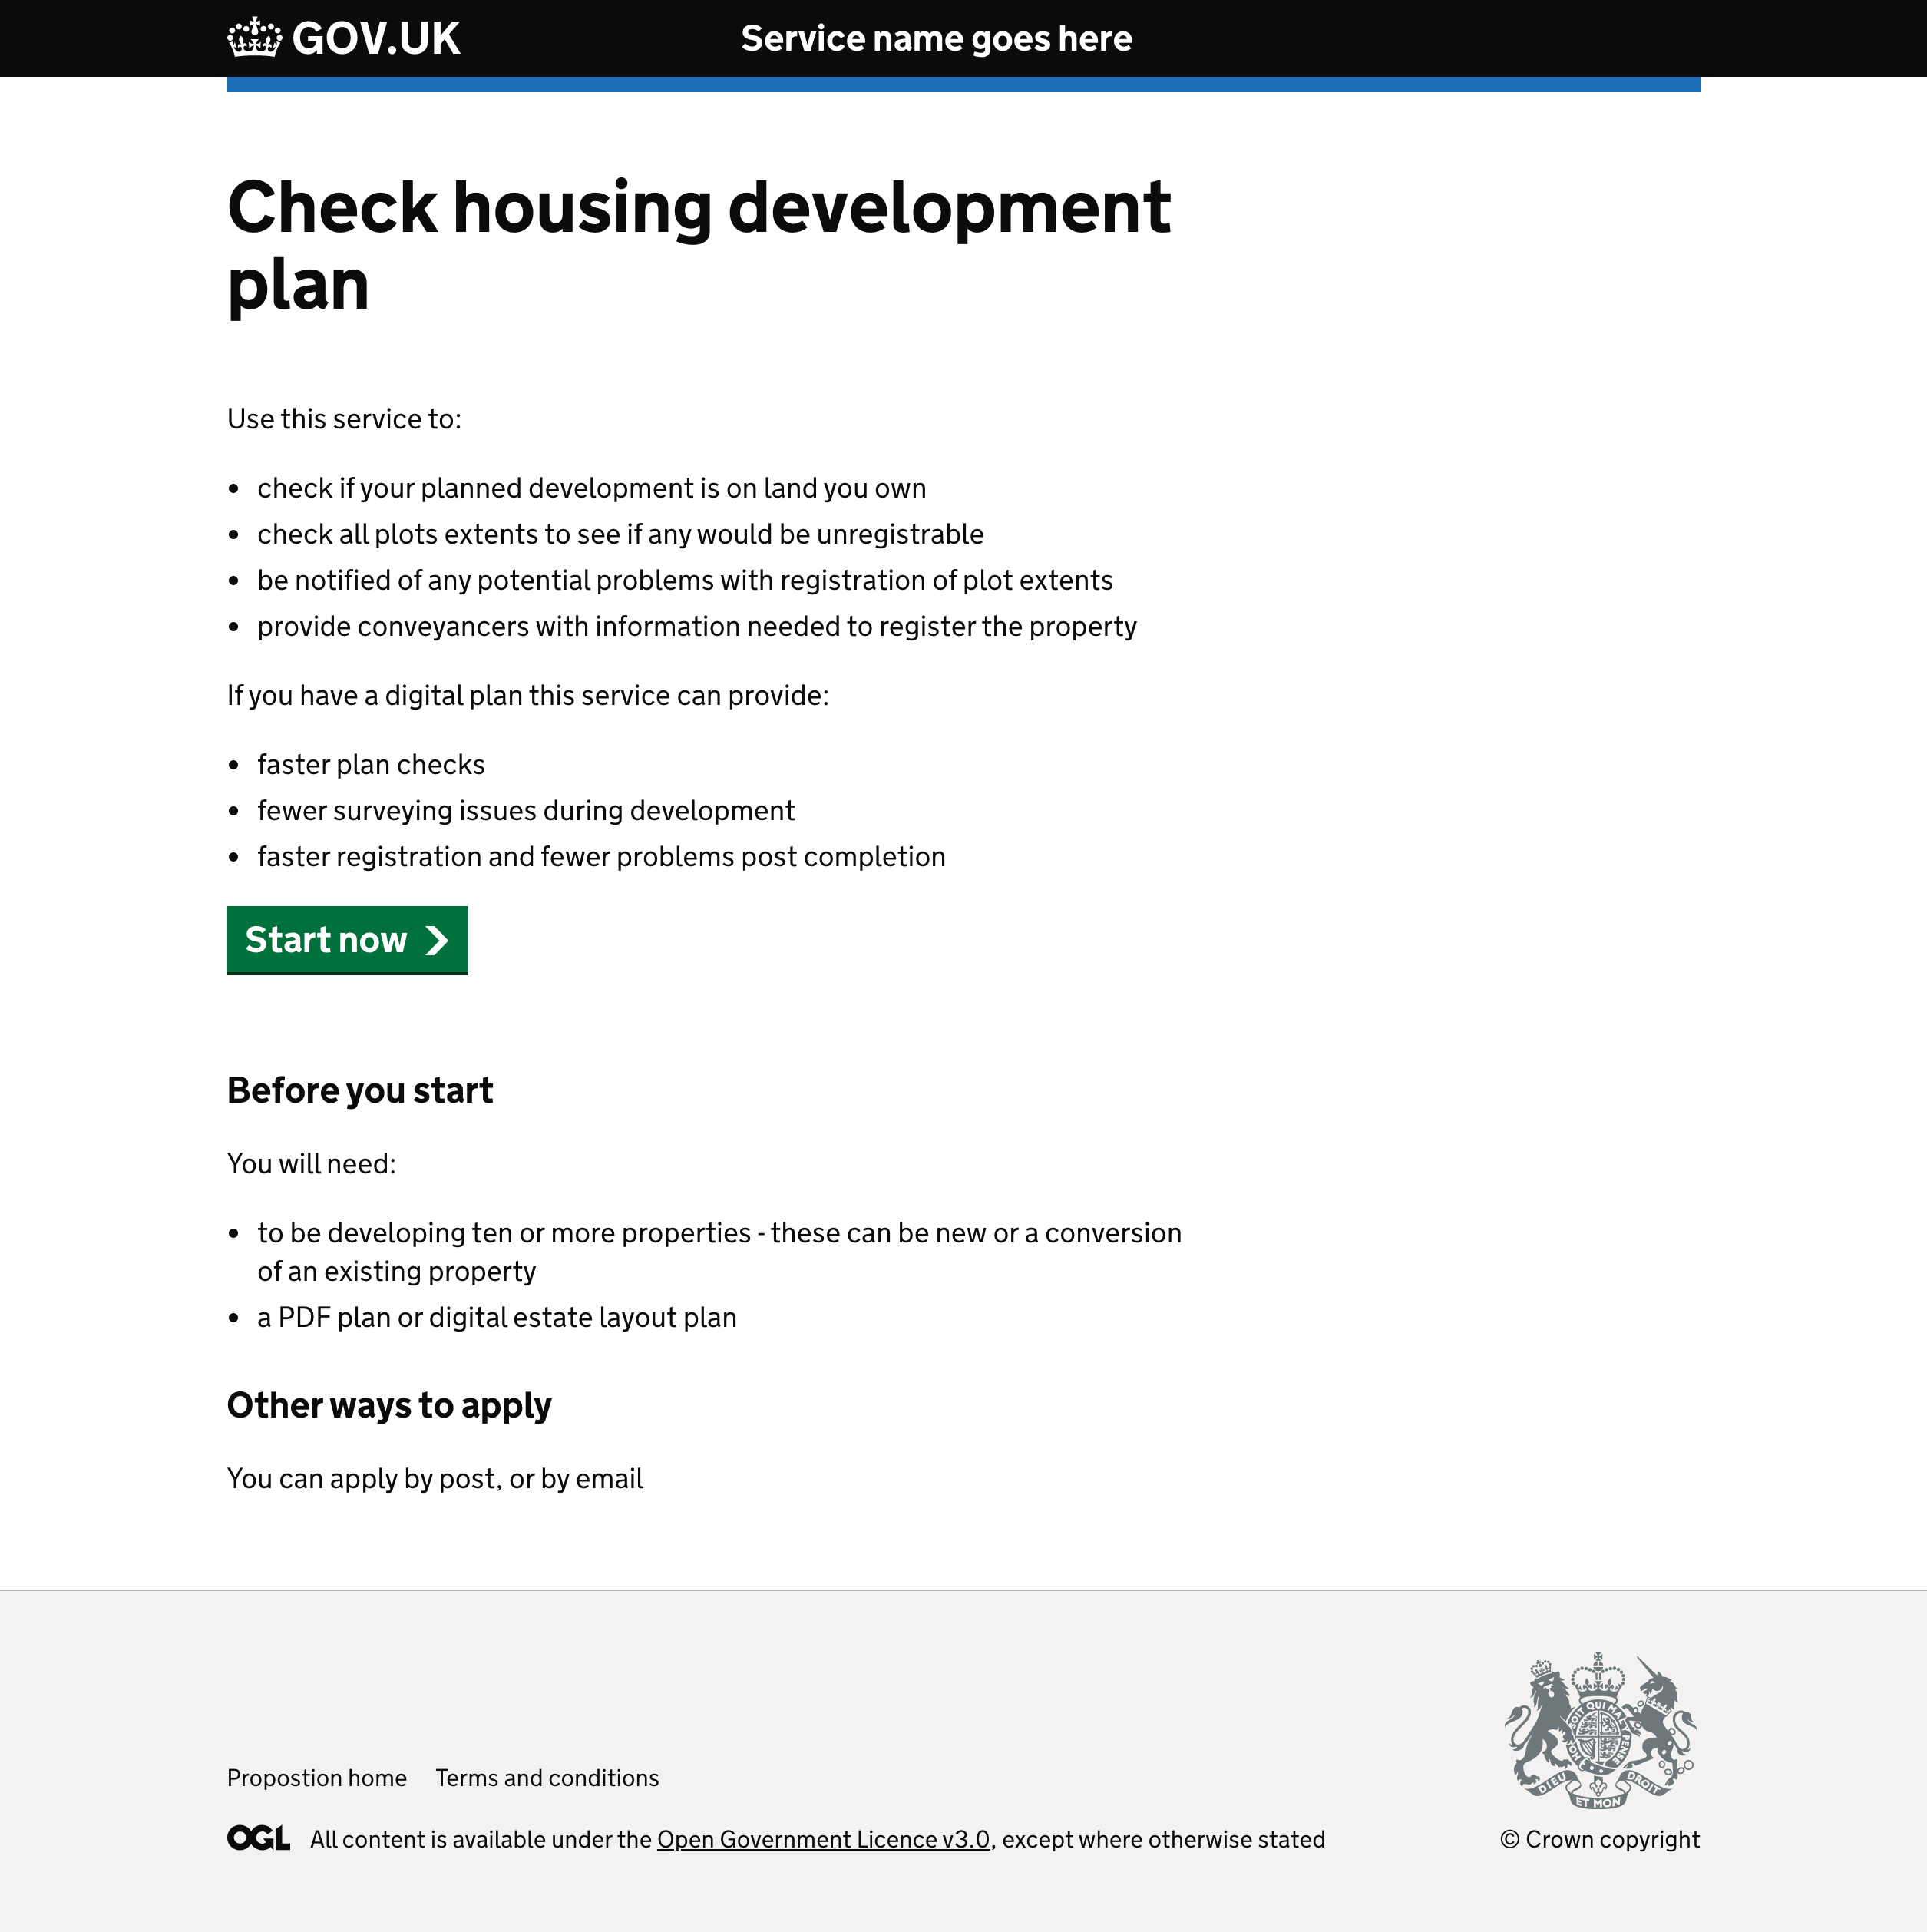 GOV.UK
Service name goes here
Check housing development
plan
Use this service to:
• check if your planned development is on land you own
• check all plots extents to see if any would be unregistrable
• be notified of any potential problems with registration of plot extents
• provide conveyancers with information needed to register the property
If you have a digital plan this service can provide:
• faster plan checks
• fewer surveying issues during development
• faster registration and fewer problems post completion
Start now
Before you start
You will need:
• to be developing ten or more properties - these can be new or a conversion
of an existing property
• a PDF plan or digital estate layout plan
Other ways to apply
You can apply by post, or by email
SOIT QUI MAL
Y PENSE
HON
DIEU
ET MON
DROIT
Propostion home Terms and conditions
OGL All content is available under the Open Government Licence v3.0, except where otherwise stated
© Crown copyright